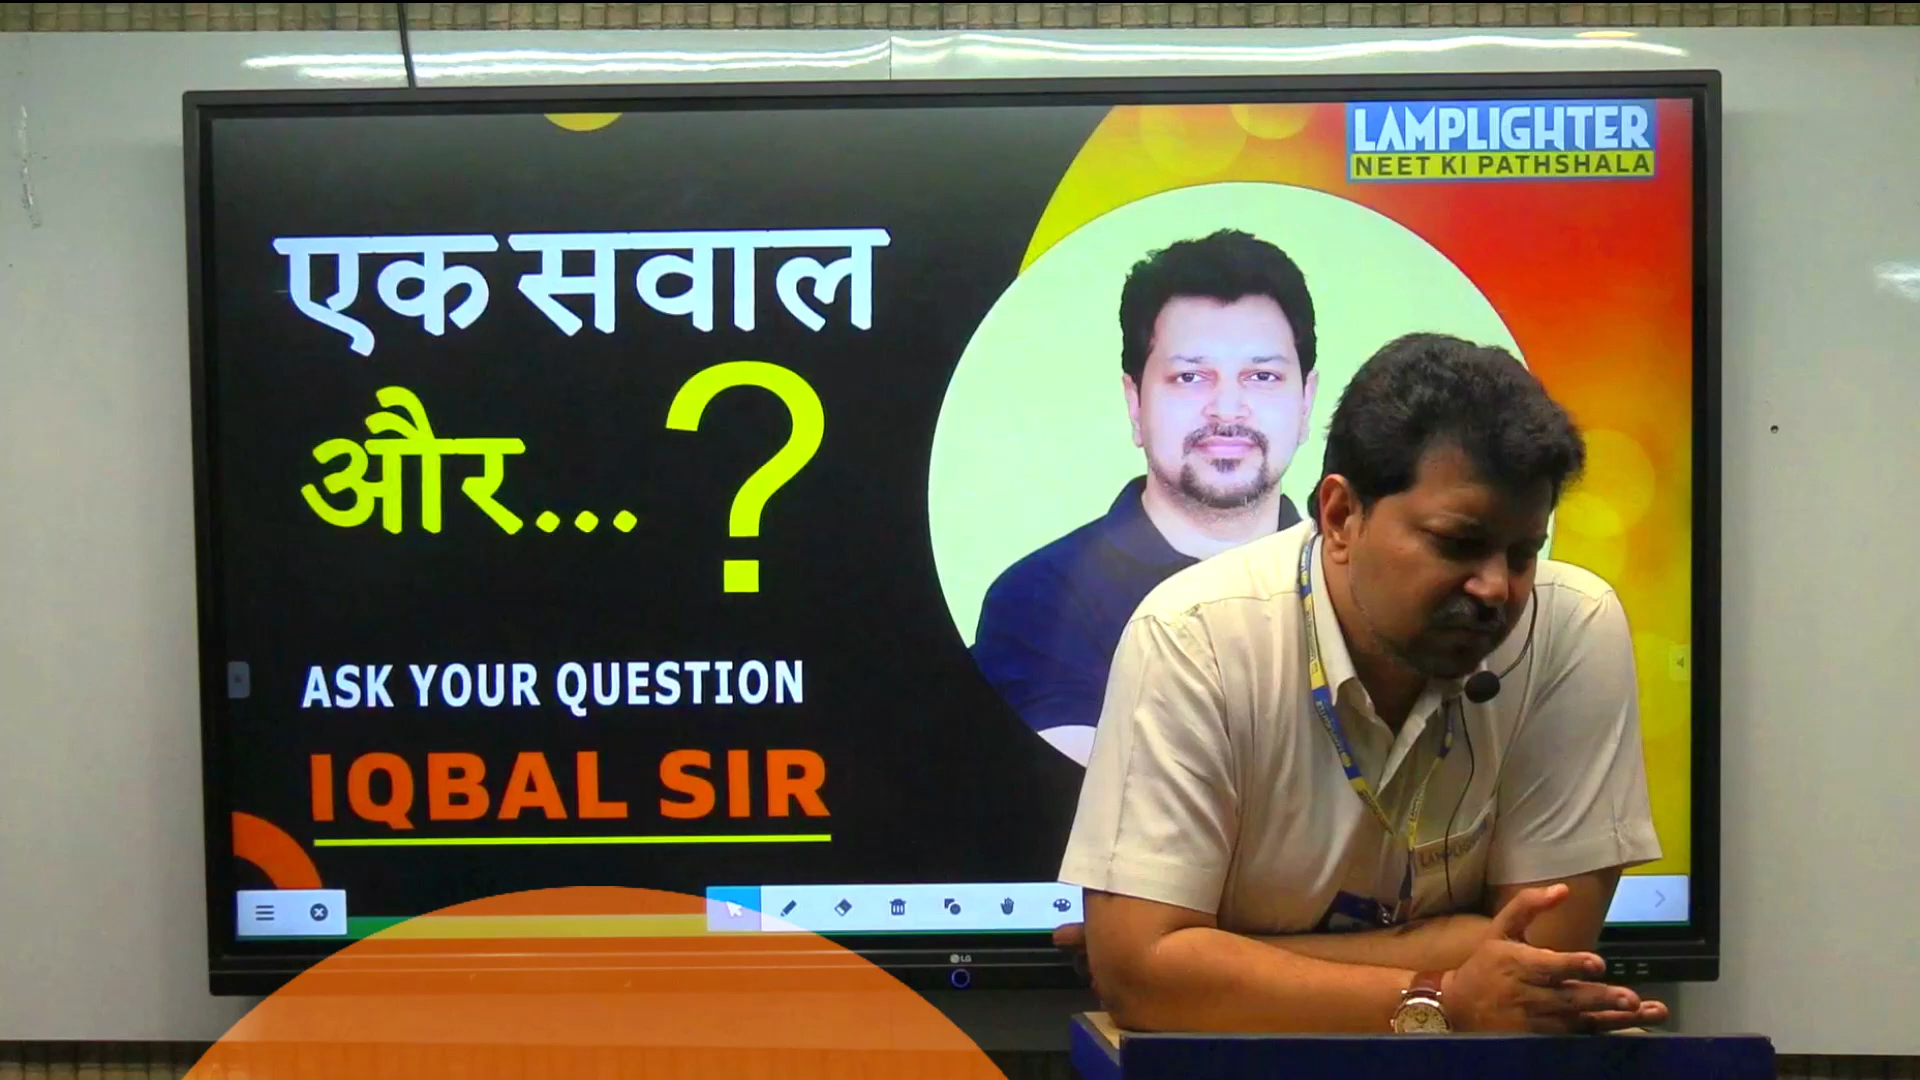 LAMPLIGHTER
NEET KI PATHSHALA
एक सवाल
और...?
ASK YOUR QUESTION
IQBAL SIR
LG